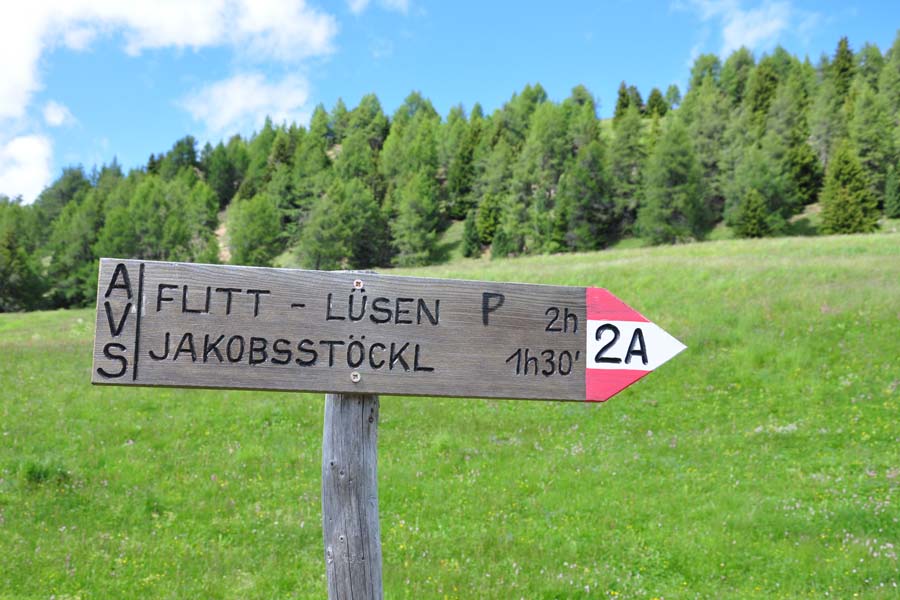 AVS
FLITT - LÜSEN P 2h
JAKOBSSTÖCKL 1h30'
2A